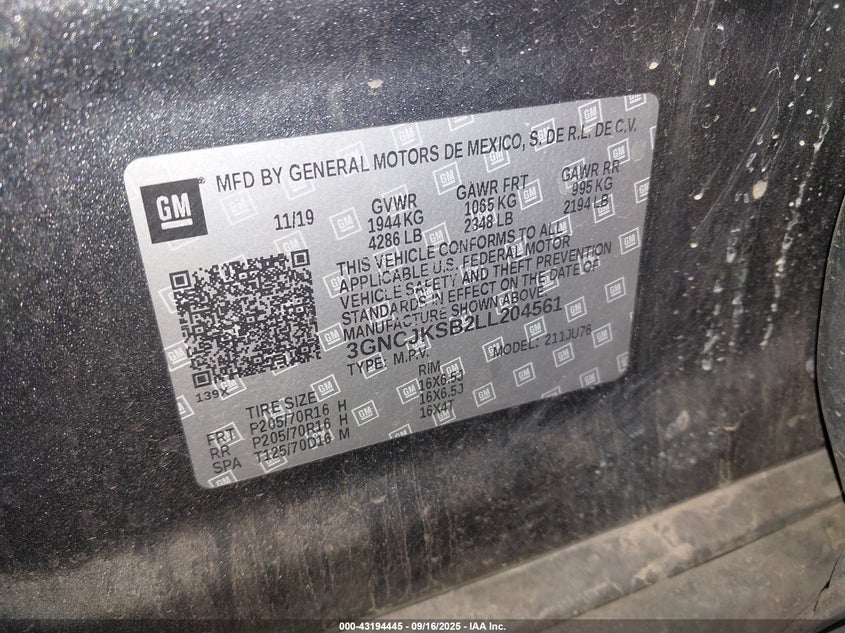 GM
MFD BY GENERAL MOTORS DE MEXICO, S. DE R.L. DE C.V.
11/19
GVWR
1944 KG
4286 LB
GAWR FRT
1065 KG
2348 LB
GAWR RR
995 KG
2194 LB
THIS VEHICLE CONFORMS TO ALL
APPLICABLE U.S. FEDERAL MOTOR
VEHICLE SAFETY AND THEFT PREVENTION
STANDARDS IN EFFECT ON THE DATE OF
MANUFACTURE SHOWN ABOVE.
3GNCJKSB2LL204561
TYPE: M.P.V. MODEL: 211JU76
139X
TIRE SIZE RIM
FRT P205/70R16 H 16X6.5J
RR P205/70R16 H 16X6.5J
SPA T125/70D16 M 16X4T
000-43194445 - 09/16/2025 - IAA Inc.